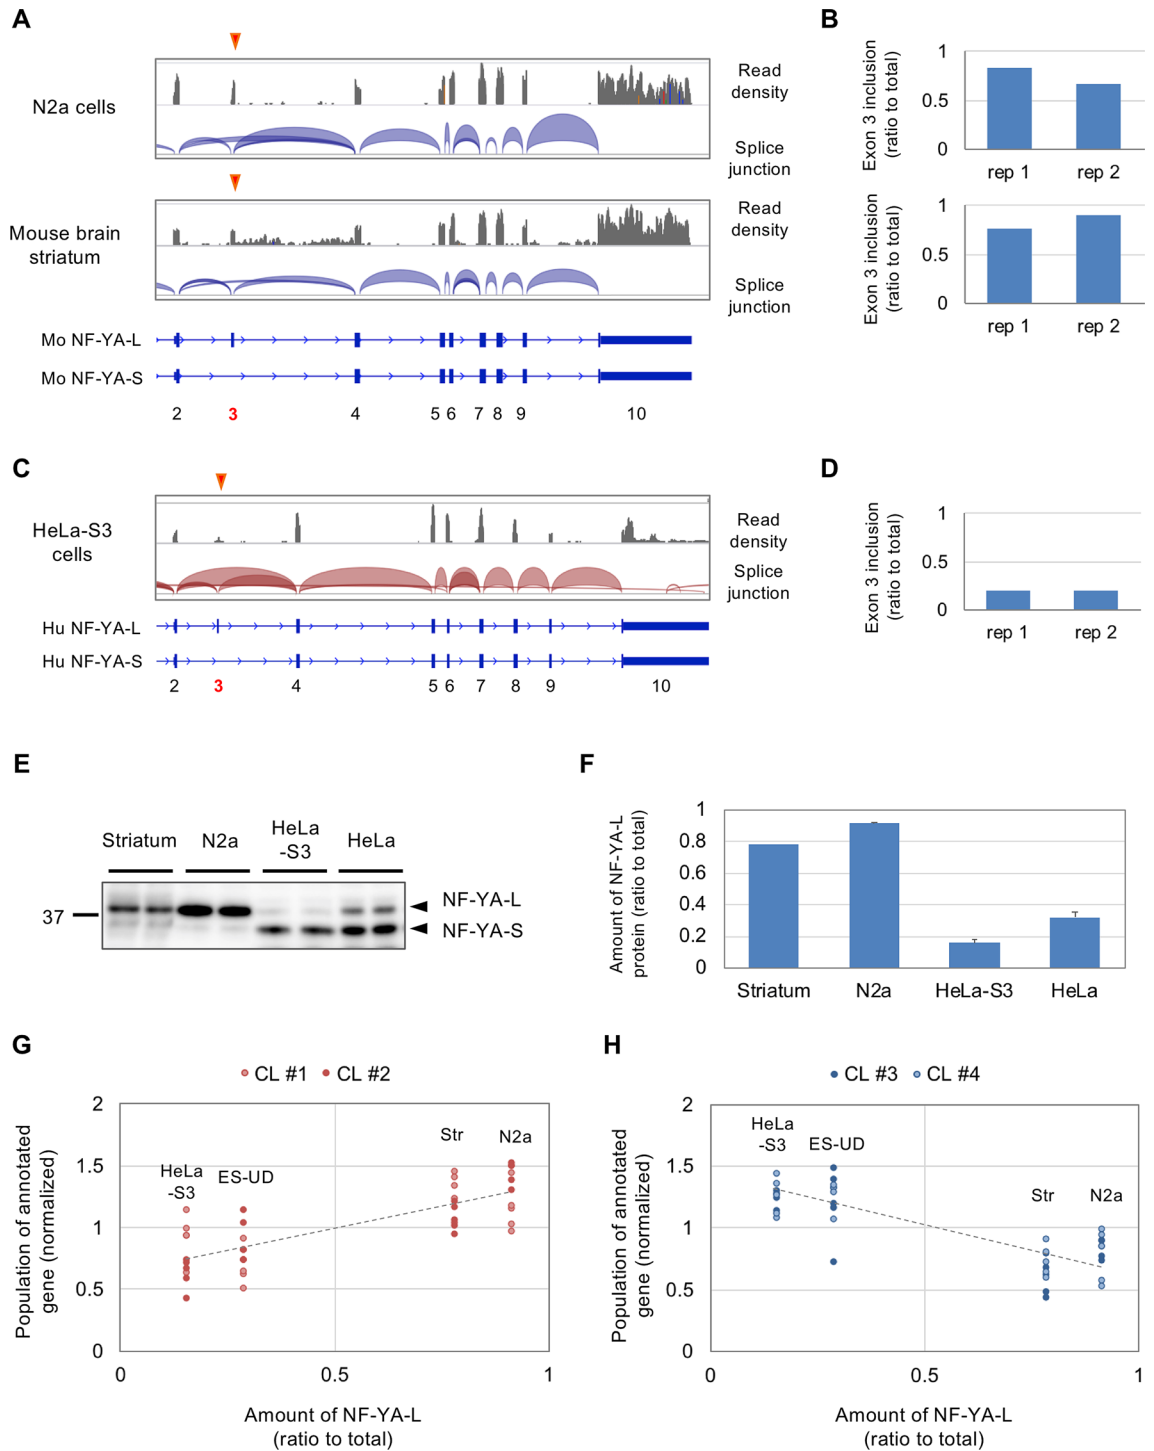 A
B
N2a cells
Read
density
Splice
junction
Mouse brain
striatum
Read
density
Splice
junction
Mo NF-YA-L
Mo NF-YA-S
2 3 4 5 6 7 8 9 10
Exon 3 inclusion
(ratio to total)
1
0.5
0
rep 1 rep 2
Exon 3 inclusion
(ratio to total)
1
0.5
0
rep 1 rep 2
C
D
HeLa-S3
cells
Read
density
Splice
junction
Hu NF-YA-L
Hu NF-YA-S
2 3 4 5 6 7 8 9 10
Exon 3 inclusion
(ratio to total)
1
0.5
0
rep 1 rep 2
E
F
Striatum N2a HeLa
-S3 HeLa
37
NF-YA-L
NF-YA-S
Amount of NF-YA-L
protein (ratio to total)
1
0.8
0.6
0.4
0.2
0
Striatum N2a HeLa-S3 HeLa
G
H
CL #1 CL #2
Population of annotated
gene (normalized)
2
1.5
1
0.5
0
HeLa
-S3
ES-UD
Str
N2a
0 0.5 1
Amount of NF-YA-L
(ratio to total)
CL #3 CL #4
Population of annotated
gene (normalized)
2
1.5
1
0.5
0
HeLa
-S3
ES-UD
Str
N2a
0 0.5 1
Amount of NF-YA-L
(ratio to total)